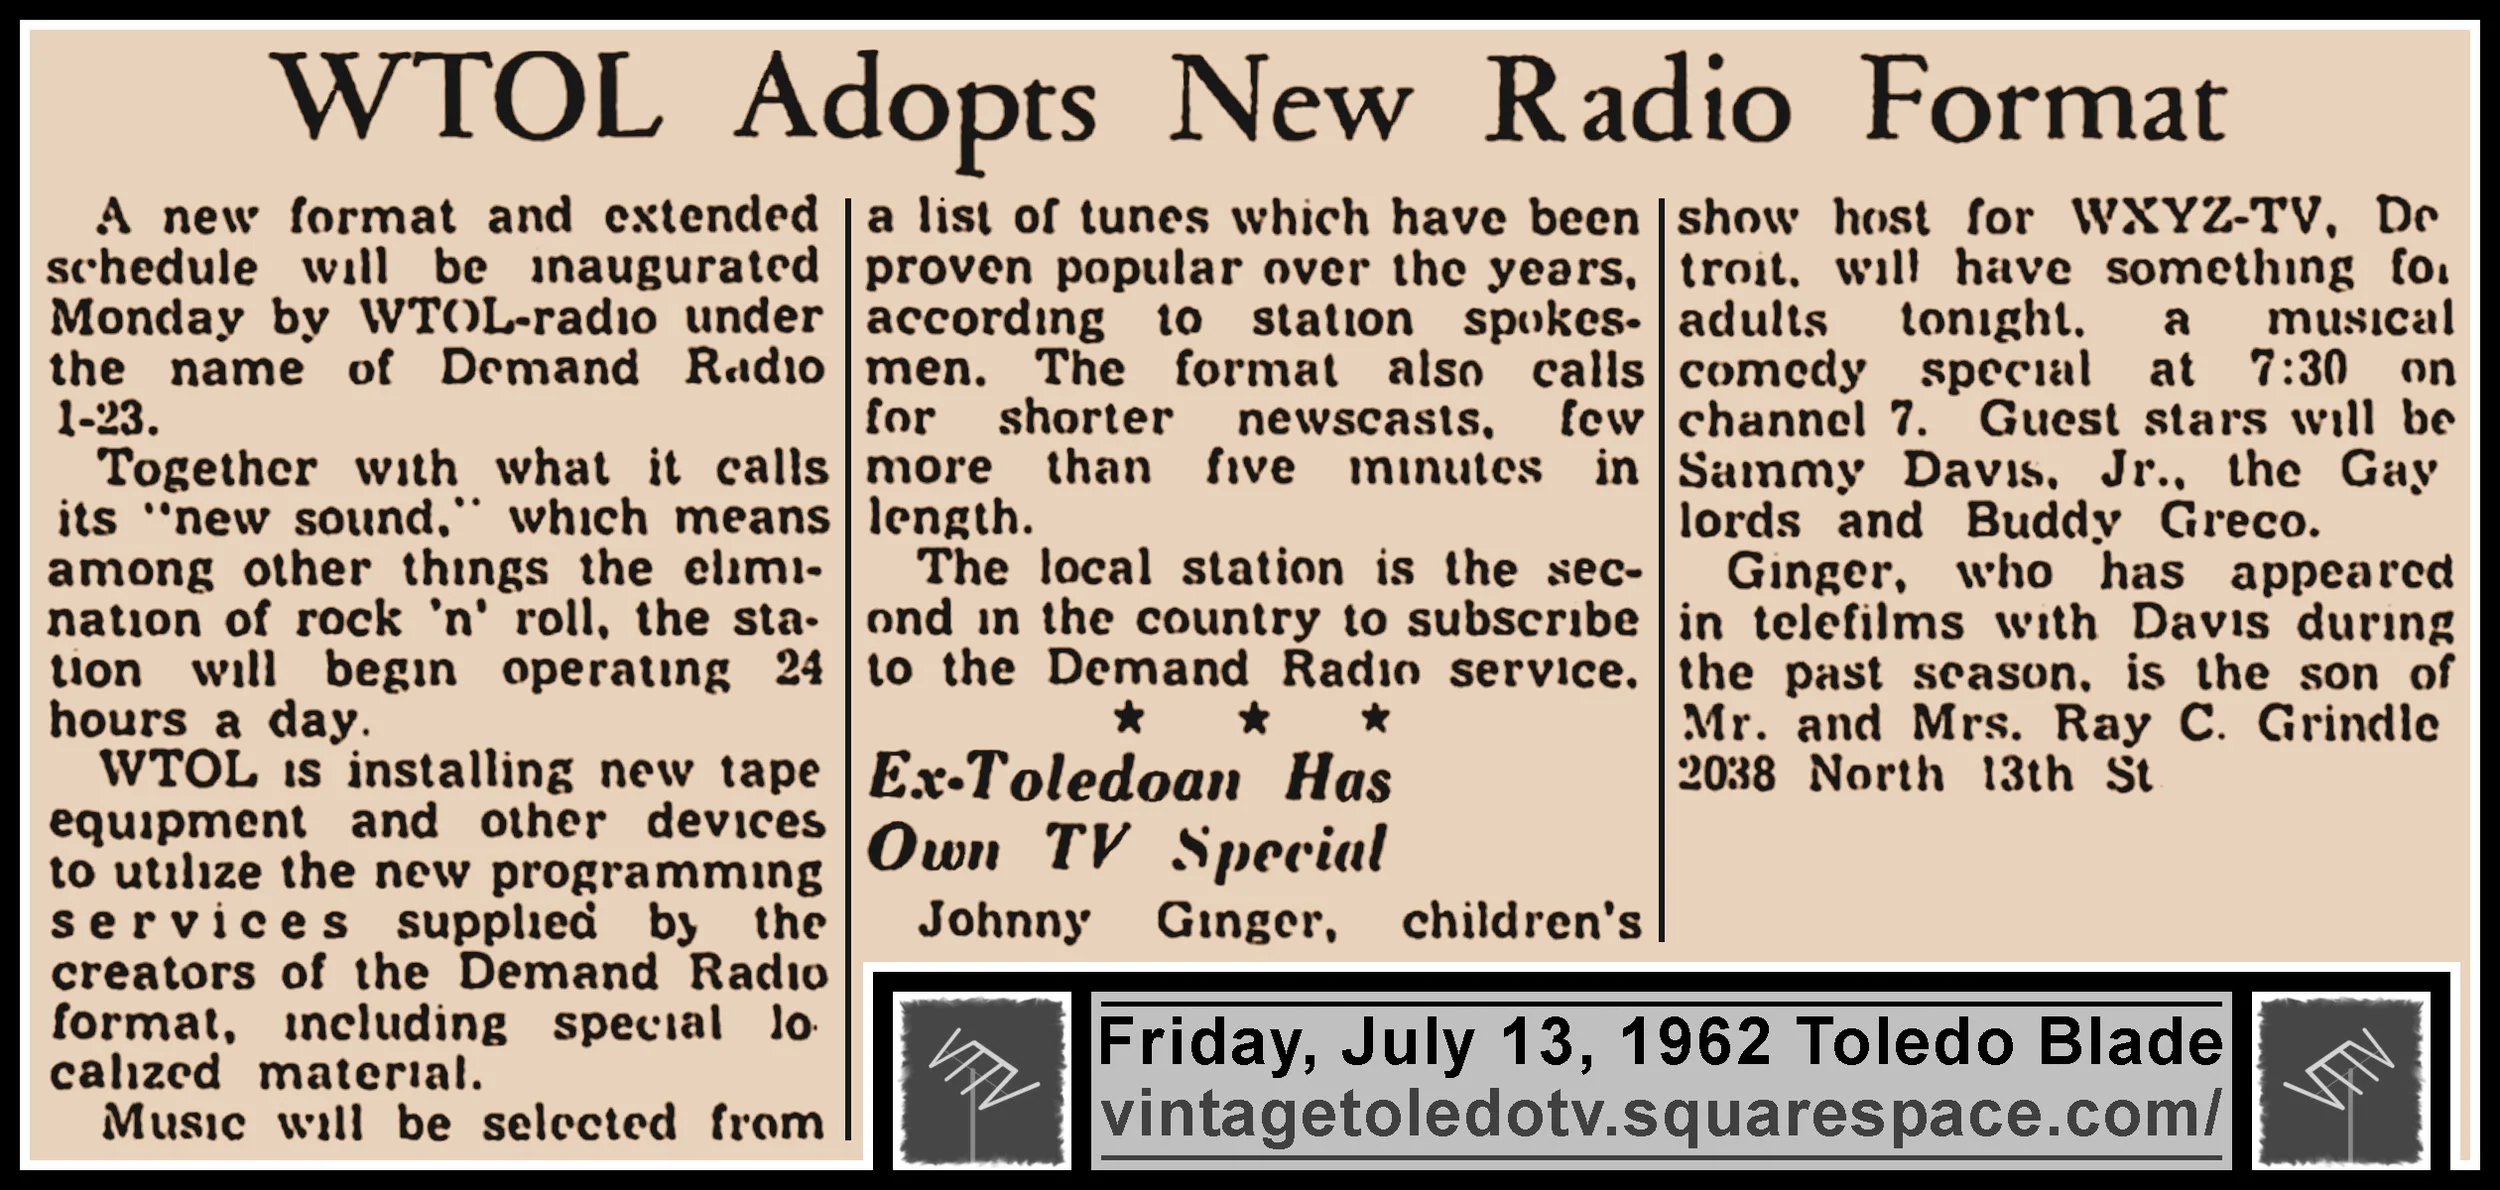 WTOL Adopts New Radio Format
A new format and extended
schedule will be inaugurated
Monday by WTOL-radio under
the name of Demand Radio
1-23.
Together with what it calls
its "new sound," which means
among other things the elimi-
nation of rock 'n' roll, the sta-
tion will begin operating 24
hours a day.
WTOL is installing new tape
equipment and other devices
to utilize the new programming
services supplied by the
creators of the Demand Radio
format, including special lo-
calized material.
Music will be selected from
a list of tunes which have been
proven popular over the years,
according to station spokes-
men. The format also calls
for shorter newscasts, few
more than five minutes in
length.
The local station is the sec-
ond in the country to subscribe
to the Demand Radio service.
★ ★ ★
Ex-Toledoan Has
Own TV Special
Johnny Ginger, children's
show host for WXYZ-TV, De
troit, will have something for
adults tonight, a musical
comedy special at 7:30 on
channel 7. Guest stars will be
Sammy Davis, Jr., the Gay
lords and Buddy Greco.
Ginger, who has appeared
in telefilms with Davis during
the past season, is the son of
Mr. and Mrs. Ray C. Grindle
2038 North 13th St
Friday, July 13, 1962 Toledo Blade
vintagetoledotv.squarespace.com/
VTTV
VTTV